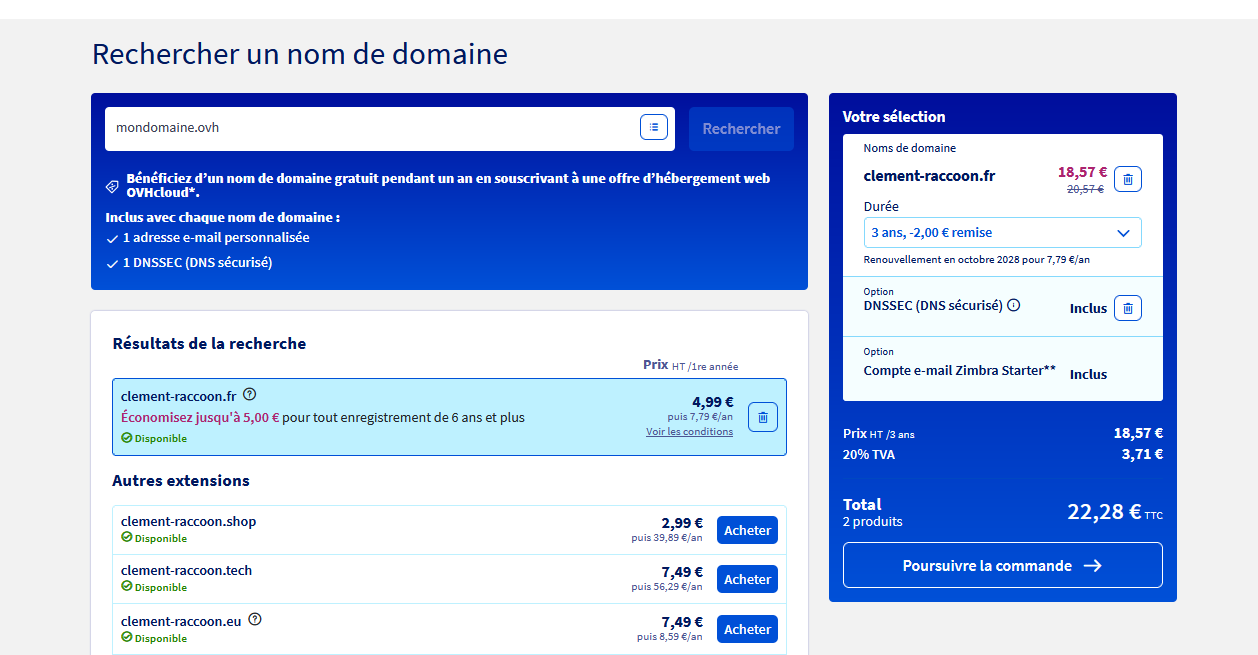 Rechercher un nom de domaine
mondomaine.ovh
Rechercher
Bénéficiez d’un nom de domaine gratuit pendant un an en souscrivant à une offre d’hébergement web
OVHcloud*.
Inclus avec chaque nom de domaine :
1 adresse e-mail personnalisée
1 DNSSEC (DNS sécurisé)
Résultats de la recherche
Prix HT /1re année
clement-raccoon.fr
Économisez jusqu'à 5,00 € pour tout enregistrement de 6 ans et plus
Disponible
4,99 €
puis 7,79 €/an
Voir les conditions
Autres extensions
clement-raccoon.shop
Disponible
2,99 €
puis 39,89 €/an
Acheter
clement-raccoon.tech
Disponible
7,49 €
puis 56,29 €/an
Acheter
clement-raccoon.eu
Disponible
7,49 €
puis 8,59 €/an
Acheter
Votre sélection
Noms de domaine
clement-raccoon.fr
18,57 €
20,57 €
Durée
3 ans, -2,00 € remise
Renouvellement en octobre 2028 pour 7,79 €/an
Option
DNSSEC (DNS sécurisé)
Inclus
Option
Compte e-mail Zimbra Starter**
Inclus
Prix HT /3 ans 18,57 €
20% TVA 3,71 €
Total
2 produits
22,28 € TTC
Poursuivre la commande